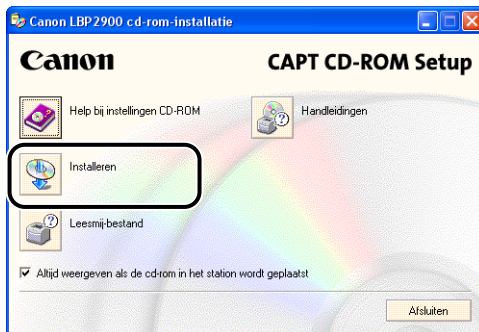 Canon LBP2900 cd-rom-installatie
Canon
CAPT CD-ROM Setup
Help bij instellingen CD-ROM
Handleidingen
Installeren
Leesmij-bestand
Altijd weergeven als de cd-rom in het station wordt geplaatst
Afsluiten